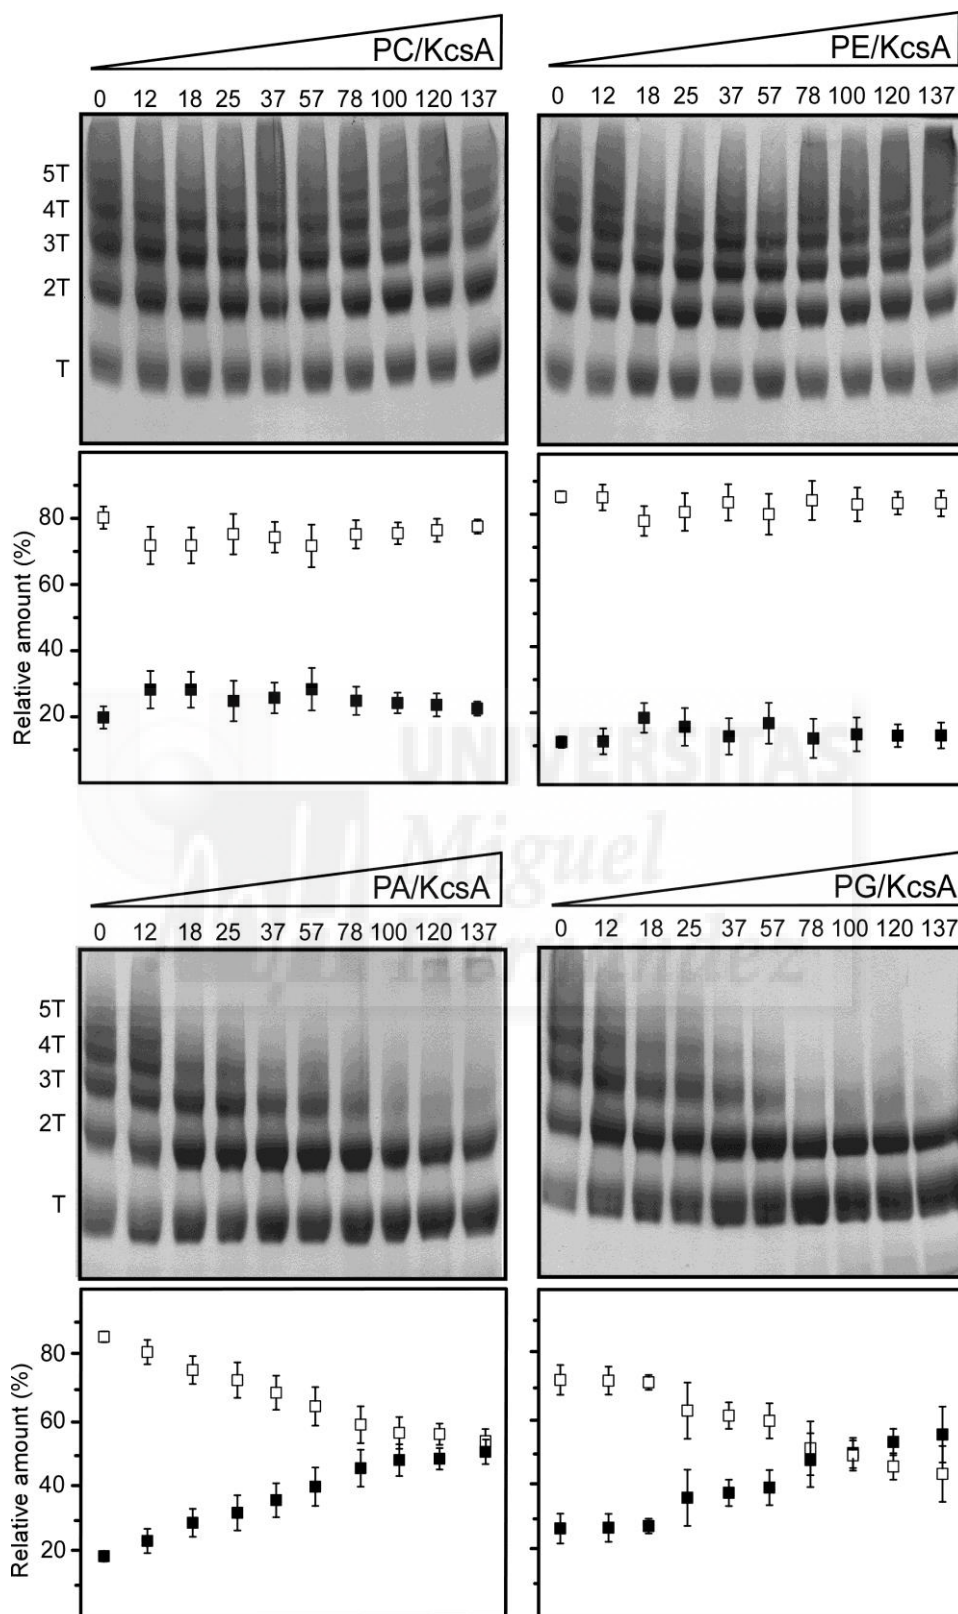 PC/KcsA
PE/KcsA
0 12 18 25 37 57 78 100 120 137
0 12 18 25 37 57 78 100 120 137
5T
4T
3T
2T
T
Relative amount (%)
80
60
40
20
UNIVERSITAS
Miguel
Hernández
PA/KcsA
PG/KcsA
0 12 18 25 37 57 78 100 120 137
0 12 18 25 37 57 78 100 120 137
5T
4T
3T
2T
T
Relative amount (%)
80
60
40
20